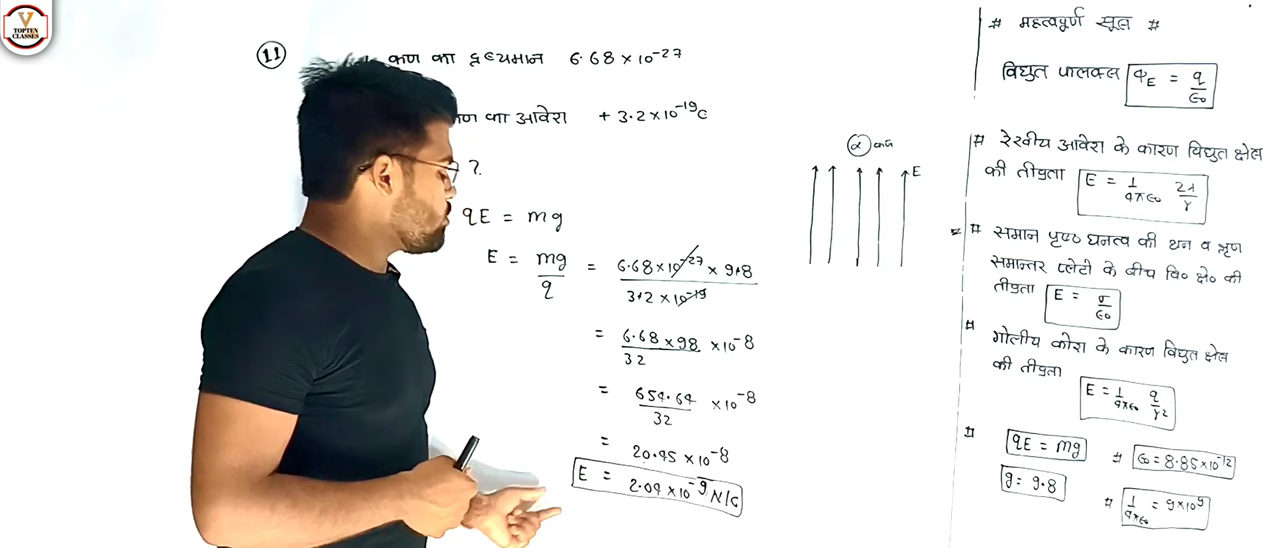 V
TOPTEN
CLASSES
11
कण का द्रव्यमान 6.68 × 10⁻²⁷
का आवेश + 3.2 × 10⁻¹⁹ C
?
qE = mg
E = mg/q = 6.68 × 10⁻²⁷ × 9.8 / 3.2 × 10⁻¹⁹
= 6.68 × 98 / 32 × 10⁻⁸
= 654.64 / 32 × 10⁻⁸
= 20.45 × 10⁻⁸
E = 2.04 × 10⁻⁹ N/C
α कण
E
# महत्वपूर्ण सूत्र #
विद्युत फ्लक्स ΦE = q/ϵ₀
# रेखीय आवेश के कारण विद्युत क्षेत्र
की तीव्रता E = 1/4πϵ₀ 2λ/r
# समान पृष्ठ घनत्व की धन व ऋण
समान्तर प्लेटो के बीच वि० क्षे० की
तीव्रता E = σ/ϵ₀
# गोलीय कोश के कारण विद्युत क्षेत्र
की तीव्रता
E = 1/4πϵ₀ q/r²
# qE = mg # ϵ₀ = 8.85 × 10⁻¹²
g = 9.8 # 1/4πϵ₀ = 9 × 10⁹